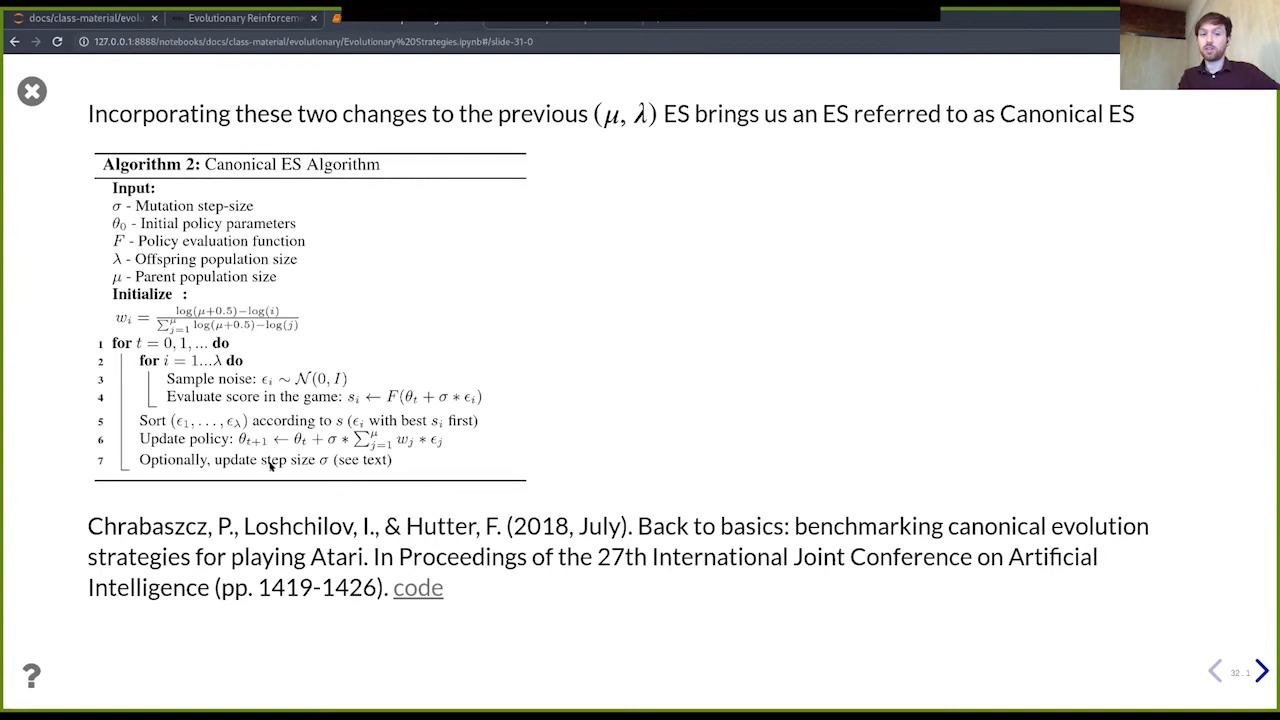 docs/class-material/evolu
Evolutionary Reinforcem
127.0.0.1:8888/notebooks/docs/class-material/evolutionary/Evolutionary%20Strategies.ipynb#/slide-31-0
Incorporating these two changes to the previous (μ, λ) ES brings us an ES referred to as Canonical ES
Algorithm 2: Canonical ES Algorithm
Input:
σ - Mutation step-size
θ₀ - Initial policy parameters
F - Policy evaluation function
λ - Offspring population size
μ - Parent population size
Initialize :
wᵢ = log(μ+0.5)−log(i) / ∑ⱼ₌₁^μ log(μ+0.5)−log(j)
1 for t = 0, 1, ... do
2 for i = 1...λ do
3 Sample noise: ϵᵢ ∼ N(0, I)
4 Evaluate score in the game: sᵢ ← F(θₜ + σ * ϵᵢ)
5 Sort (ϵ₁, . . . , ϵ_λ) according to s (ϵᵢ with best sᵢ first)
6 Update policy: θₜ₊₁ ← θₜ + σ * ∑ⱼ₌₁^μ wⱼ * ϵⱼ
7 Optionally, update step size σ (see text)
Chrabaszcz, P., Loshchilov, I., & Hutter, F. (2018, July). Back to basics: benchmarking canonical evolution
strategies for playing Atari. In Proceedings of the 27th International Joint Conference on Artificial
Intelligence (pp. 1419-1426). code
?
32.1